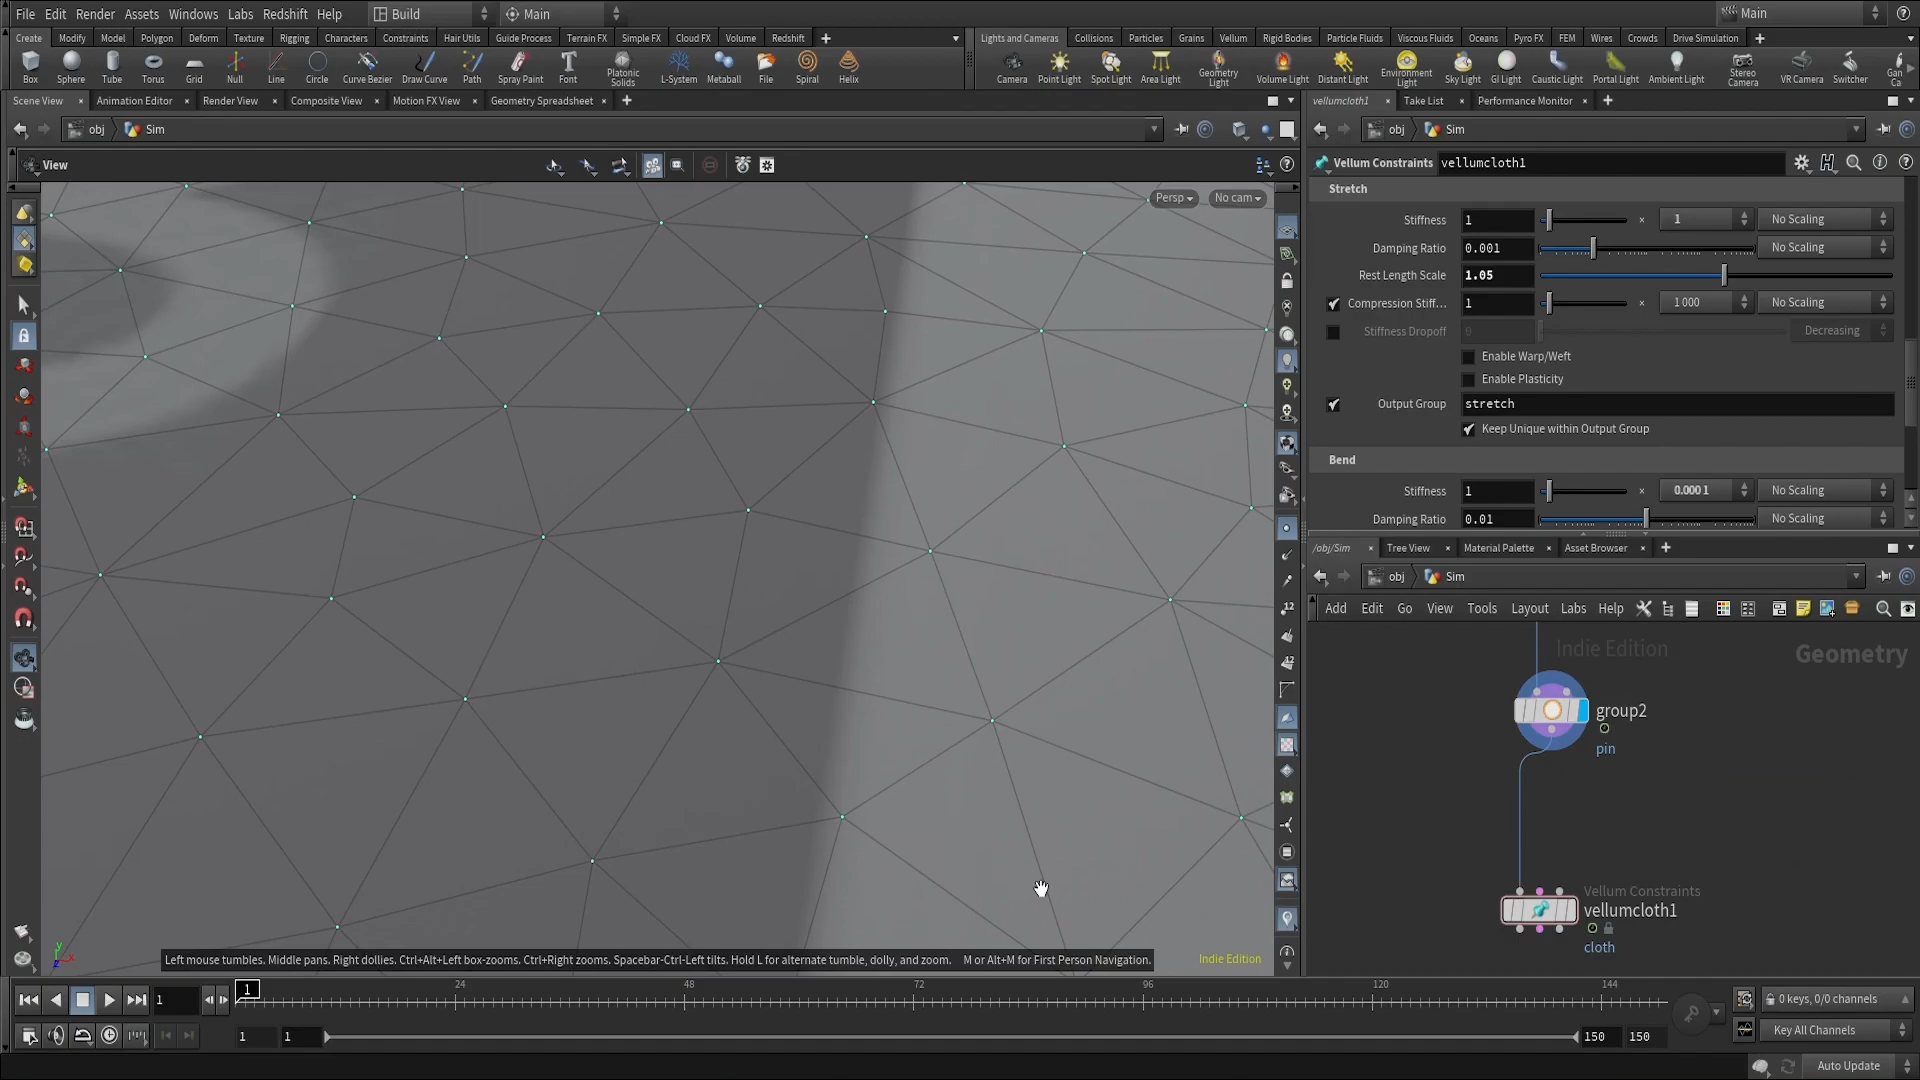 File Edit Render Assets Windows Labs Redshift Help Build Main Main
Create Modify Model Polygon Deform Texture Rigging Characters Constraints Hair Utils Guide Process Terrain FX Simple FX Cloud FX Volume Redshift
Lights and Cameras Collisions Particles Grains Vellum Rigid Bodies Particle Fluids Viscous Fluids Oceans Pyro FX FEM Wires Crowds Drive Simulation
Box Sphere Tube Torus Grid Null Line Circle Curve Bezier Draw Curve Path Spray Paint Font Platonic Solids L-System Metaball File Spiral Helix
Camera Point Light Spot Light Area Light Geometry Light Volume Light Distant Light Environment Light Sky Light GI Light Caustic Light Portal Light Ambient Light Stereo Camera VR Camera Switcher Gan Ca
Scene View Animation Editor Render View Composite View Motion FX View Geometry Spreadsheet
vellumcloth1 Take List Performance Monitor
obj Sim
obj Sim
View
Vellum Constraints vellumcloth1
Persp No cam
Stretch
Stiffness 1 × 1 No Scaling
Damping Ratio 0.001 No Scaling
Rest Length Scale 1.05
Compression Stiff... 1 × 1000 No Scaling
Stiffness Dropoff 0 Decreasing
Enable Warp/Weft
Enable Plasticity
Output Group stretch
Keep Unique within Output Group
Bend
Stiffness 1 × 0.0001 No Scaling
Damping Ratio 0.01 No Scaling
/obj/Sim Tree View Material Palette Asset Browser
obj Sim
Add Edit Go View Tools Layout Labs Help
Indie Edition
Geometry
group2
pin
Vellum Constraints
vellumcloth1
cloth
12
12
Left mouse tumbles. Middle pans. Right dollies. Ctrl+Alt+Left box-zooms. Ctrl+Right zooms. Spacebar-Ctrl-Left tilts. Hold L for alternate tumble, dolly, and zoom. M or Alt+M for First Person Navigation.
Indie Edition
y x z
1 1 24 48 72 96 120 144
0 keys, 0/0 channels
1 1 150 150
Key All Channels
Auto Update